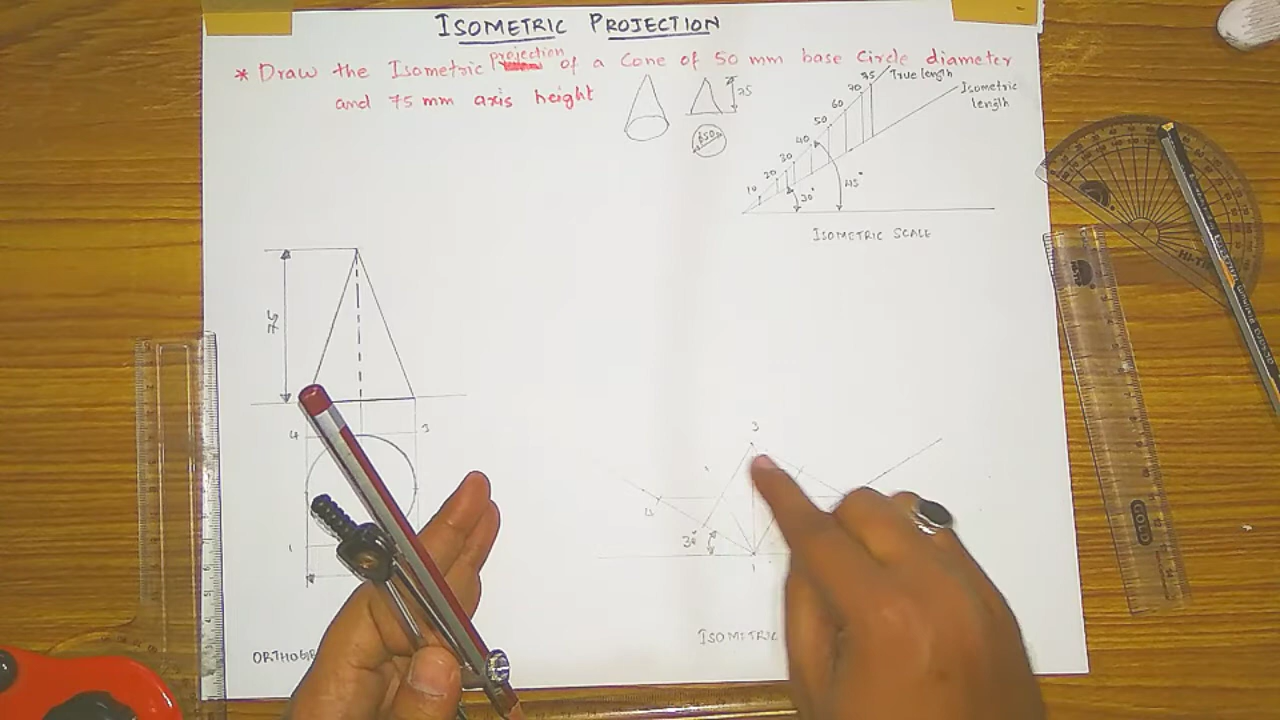 ISOMETRIC PROJECTION
* Draw the Isometric projection of a Cone of 50 mm base Circle diameter
and 75 mm axis height
75
ø50
10
20
30
40
50
60
70
75
True length
Isometric
length
30°
45°
ISOMETRIC SCALE
75
4
3
1
3
4
30°
1
ISOMETRIC
GOLD